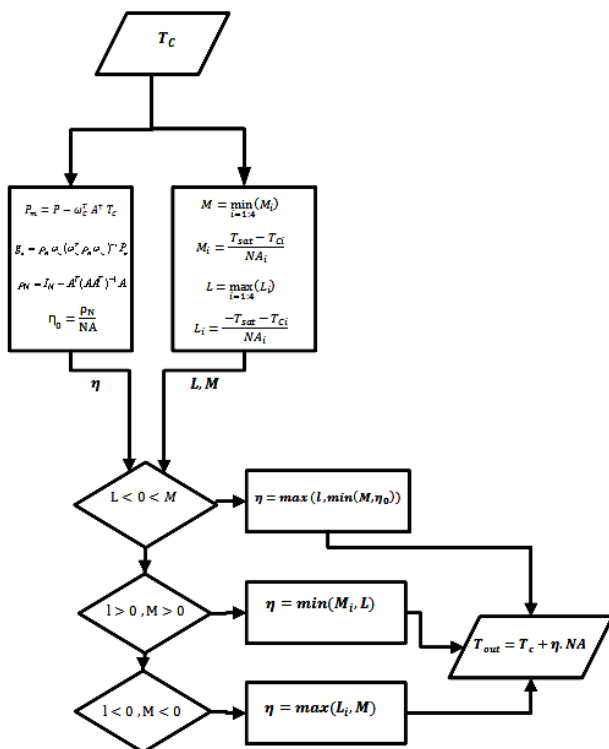 T_C
P_m = P − ω_C^T A^† T_C
ρ_N = I_N − A^T(AA^T)^{−1} A
η_0 = ρ_N / NA
M = min_{i=1:4}(M_i)
M_i = (T_sat − T_Ci) / NA_i
L = max_{i=1:4}(L_i)
L_i = (−T_sat − T_Ci) / NA_i
η
L, M
L < 0 < M
η = max (l, min(M, η_0))
l > 0 , M > 0
η = min(M_i, L)
T_out = T_c + η. NA
l < 0 , M < 0
η = max(L_i, M)